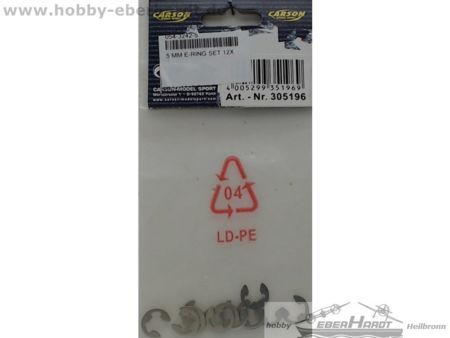 www.hobby-ebe
CARSON
CARSON
5 MM E-RING SET 12X.
CARSON-MODEL SPORT
4 005299 351969
Art. - Nr. 305196
04
LD-PE
hobby EBERHARDT Heilbronn